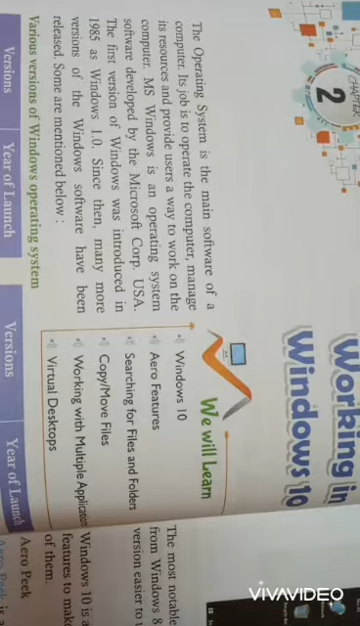 CHAPTER
2
Working in
Windows 10
The Operating System is the main software of a
computer. Its job is to operate the computer, manage
its resources and provide users a way to work on the
computer. MS Windows is an operating system
software developed by the Microsoft Corp. USA.
The first version of Windows was introduced in
1985 as Windows 1.0. Since then, many more
versions of the Windows software have been
released. Some are mentioned below :
Various versions of Windows operating system
Versions Year of Launch Versions Year of Launch
We will Learn
Windows 10
Aero Features
Searching for Files and Folders
Copy/Move Files
Working with Multiple Application
Virtual Desktops
The most notable
from Windows 8
version easier to
Windows 10 is a
features to make
of them.
Aero Peek
Aero Peek is a
VIVAVIDEO